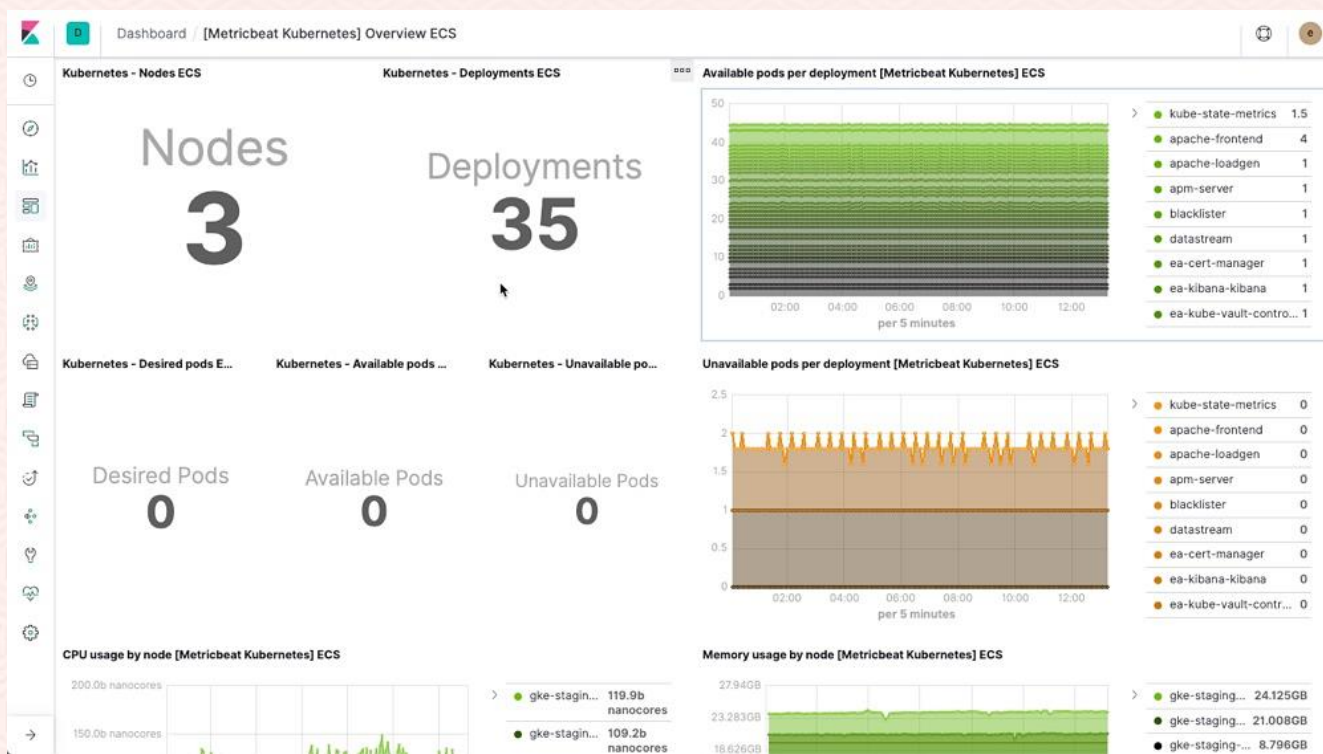 D
Dashboard / [Metricbeat Kubernetes] Overview ECS
e
Kubernetes - Nodes ECS
Nodes
3
Kubernetes - Deployments ECS
Deployments
35
Available pods per deployment [Metricbeat Kubernetes] ECS
50
40
30
20
10
0
02:00 04:00 06:00 08:00 10:00 12:00
per 5 minutes
kube-state-metrics 1.5
apache-frontend 4
apache-loadgen 1
apm-server 1
blacklister 1
datastream 1
ea-cert-manager 1
ea-kibana-kibana 1
ea-kube-vault-contro... 1
Kubernetes - Desired pods E...
Desired Pods
0
Kubernetes - Available pods ...
Available Pods
0
Kubernetes - Unavailable po...
Unavailable Pods
0
Unavailable pods per deployment [Metricbeat Kubernetes] ECS
2.5
2
1.5
1
0.5
0
02:00 04:00 06:00 08:00 10:00 12:00
per 5 minutes
kube-state-metrics 0
apache-frontend 0
apache-loadgen 0
apm-server 0
blacklister 0
datastream 0
ea-cert-manager 0
ea-kibana-kibana 0
ea-kube-vault-contr... 0
CPU usage by node [Metricbeat Kubernetes] ECS
200.0b nanocores
150.0b nanocores
gke-stagin... 119.9b
nanocores
gke-stagin... 109.2b
nanocores
Memory usage by node [Metricbeat Kubernetes] ECS
27.94GB
23.283GB
18.626GB
gke-staging... 24.125GB
gke-staging... 21.008GB
gke-staging-... 8.796GB